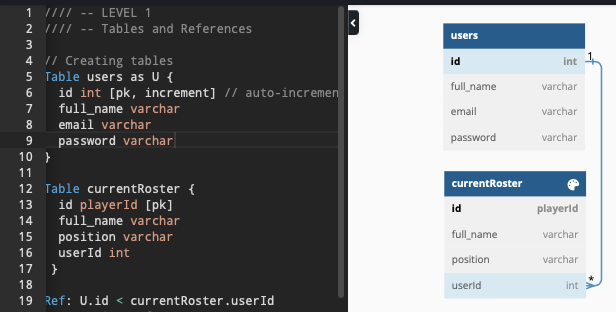 1 //// -- LEVEL 1
2 //// -- Tables and References
3
4 // Creating tables
5 Table users as U {
6 id int [pk, increment] // auto-incremen
7 full_name varchar
8 email varchar
9 password varchar
10 }
11
12 Table currentRoster {
13 id playerId [pk]
14 full_name varchar
15 position varchar
16 userId int
17 }
18
19 Ref: U.id < currentRoster.userId
<
users
id int 1
full_name varchar
email varchar
password varchar
currentRoster
id playerId
full_name varchar
position varchar
userId int *